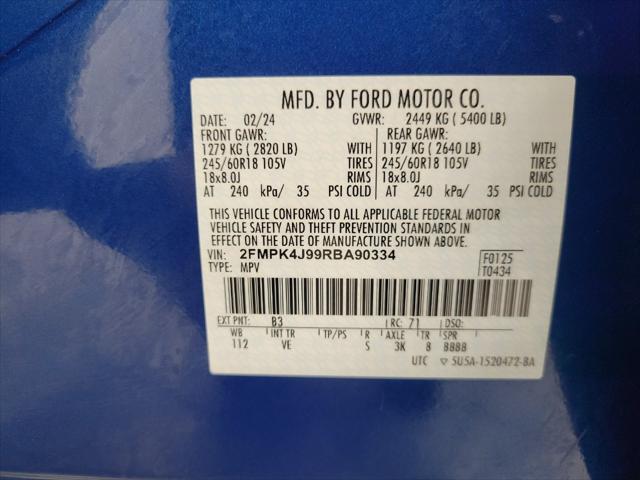 MFD. BY FORD MOTOR CO.
DATE: 02/24 GVWR: 2449 KG ( 5400 LB)
FRONT GAWR: REAR GAWR:
1279 KG ( 2820 LB) WITH 1197 KG ( 2640 LB) WITH
245/60R18 105V TIRES 245/60R18 105V TIRES
18x8.0J RIMS 18x8.0J RIMS
AT 240 kPa/ 35 PSI COLD AT 240 kPa/ 35 PSI COLD
THIS VEHICLE CONFORMS TO ALL APPLICABLE FEDERAL MOTOR
VEHICLE SAFETY AND THEFT PREVENTION STANDARDS IN
EFFECT ON THE DATE OF MANUFACTURE SHOWN ABOVE.
VIN: 2FMPK4J99RBA90334 F0125
TYPE: MPV T0434
EXT PNT: B3 RC: 71 DSO:
WB INT TR TP/PS R AXLE TR SPR
112 VE S 3K 8 8888
UTC ▽ 5U5A-1520472-BA